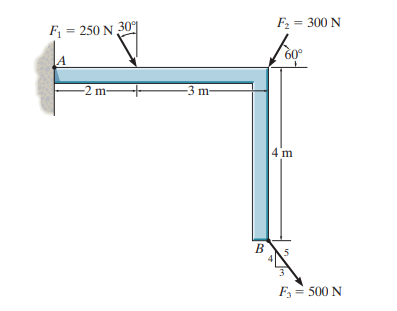 F₁ = 250 N 30°
F₂ = 300 N
60°
A
2 m
3 m
4 m
B
5
4
3
F₃ = 500 N